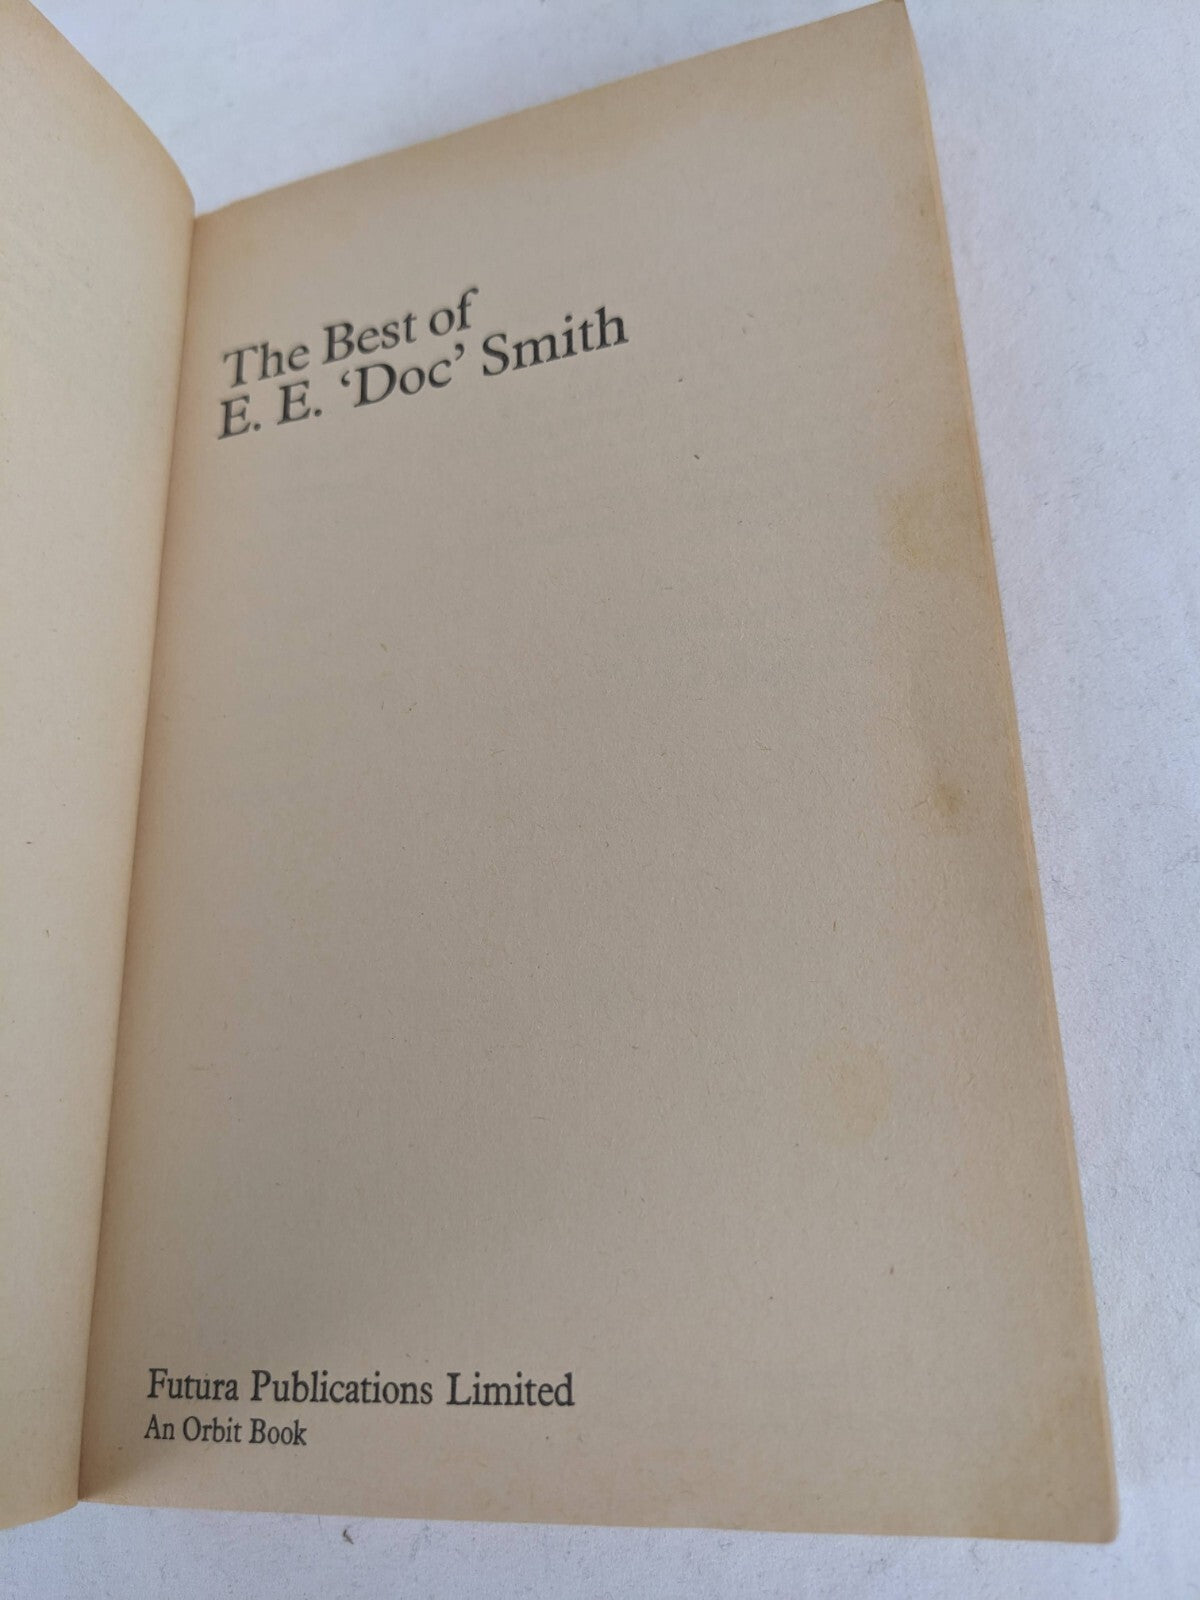 The Best of
E. E. ‘Doc’ Smith
Futura Publications Limited
An Orbit Book